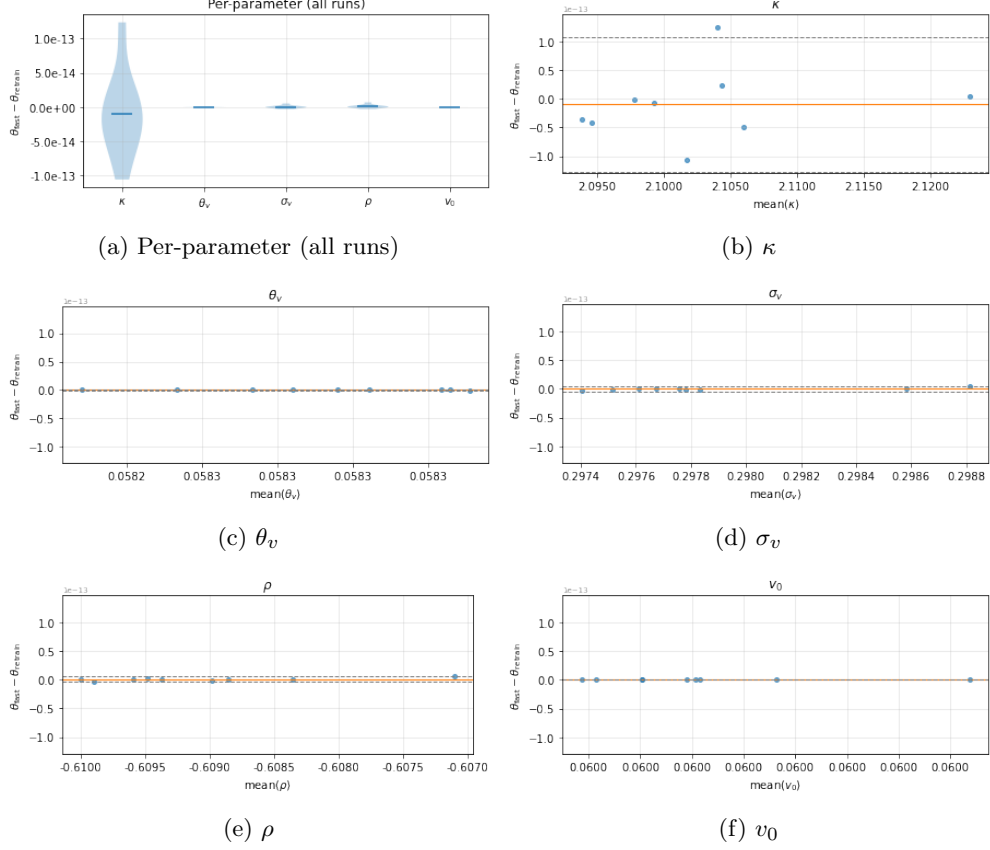 Per-parameter (all runs)
θfast − θretrain
1.0e-13
5.0e-14
0.0e+00
-5.0e-14
-1.0e-13
κ θv σv ρ v0
(a) Per-parameter (all runs)
κ
1e−13
θfast − θretrain
1.0
0.5
0.0
−0.5
−1.0
2.0950 2.1000 2.1050 2.1100 2.1150 2.1200
mean(κ)
(b) κ
θv
1e−13
θfast − θretrain
1.0
0.5
0.0
−0.5
−1.0
0.0582 0.0583 0.0583 0.0583 0.0583
mean(θv)
(c) θv
σv
1e−13
θfast − θretrain
1.0
0.5
0.0
−0.5
−1.0
0.2974 0.2976 0.2978 0.2980 0.2982 0.2984 0.2986 0.2988
mean(σv)
(d) σv
ρ
1e−13
θfast − θretrain
1.0
0.5
0.0
−0.5
−1.0
-0.6100 -0.6095 -0.6090 -0.6085 -0.6080 -0.6075 -0.6070
mean(ρ)
(e) ρ
v0
1e−13
θfast − θretrain
1.0
0.5
0.0
−0.5
−1.0
0.0600 0.0600 0.0600 0.0600 0.0600 0.0600 0.0600 0.0600
mean(v0)
(f) v0